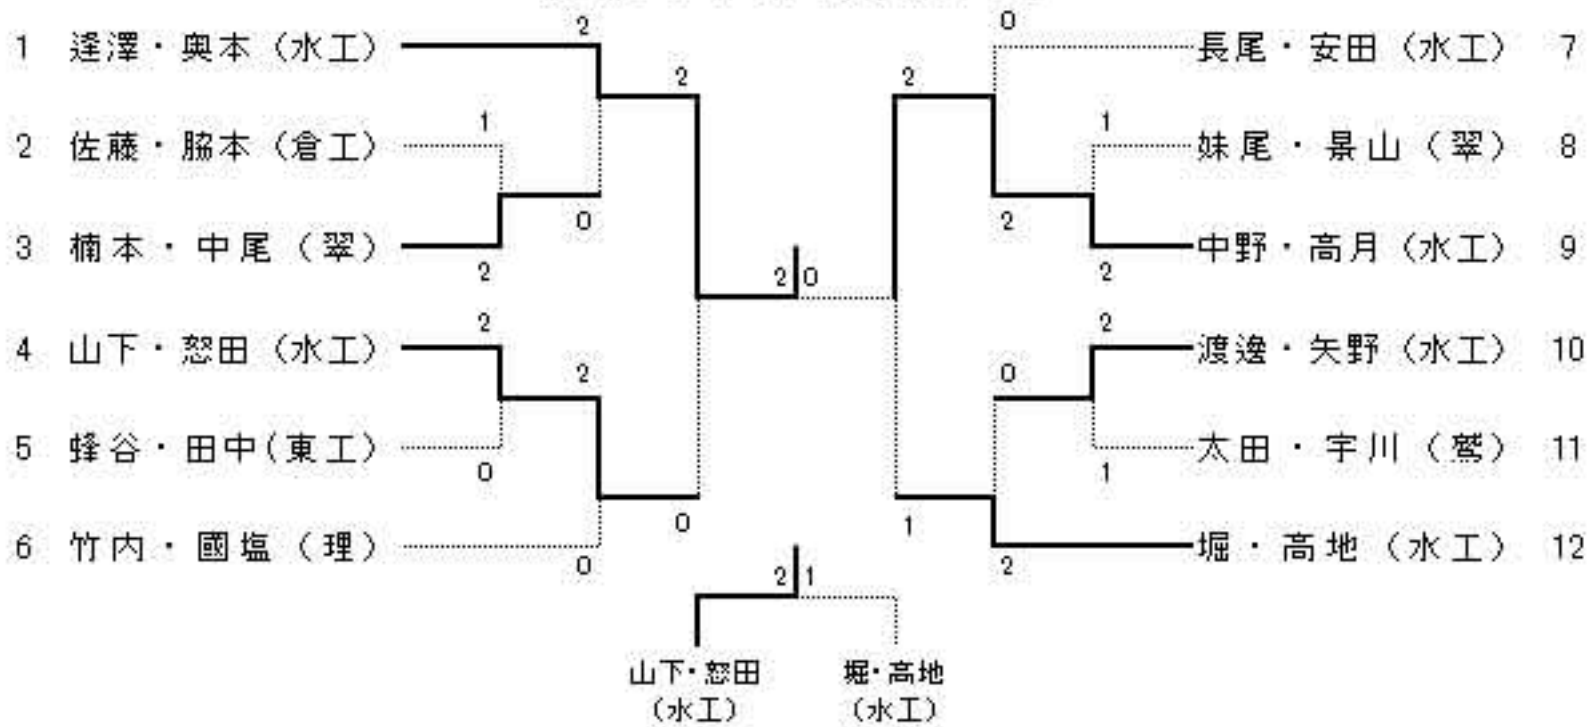 1 逢澤・奥本（水工） 2 0 長尾・安田（水工） 7
2 2
2 佐藤・脇本（倉工） 1 1 妹尾・景山（翠） 8
0 2
3 楠本・中尾（翠） 2 2 中野・高月（水工） 9
2 0
4 山下・怒田（水工） 2 2 渡邊・矢野（水工） 10
2 0
5 蜂谷・田中(東工） 0 1 太田・宇川（鷲） 11
0 1
6 竹内・國塩（理） 0 2 堀・高地（水工） 12
2 1
山下・怒田 堀・高地
（水工） （水工）